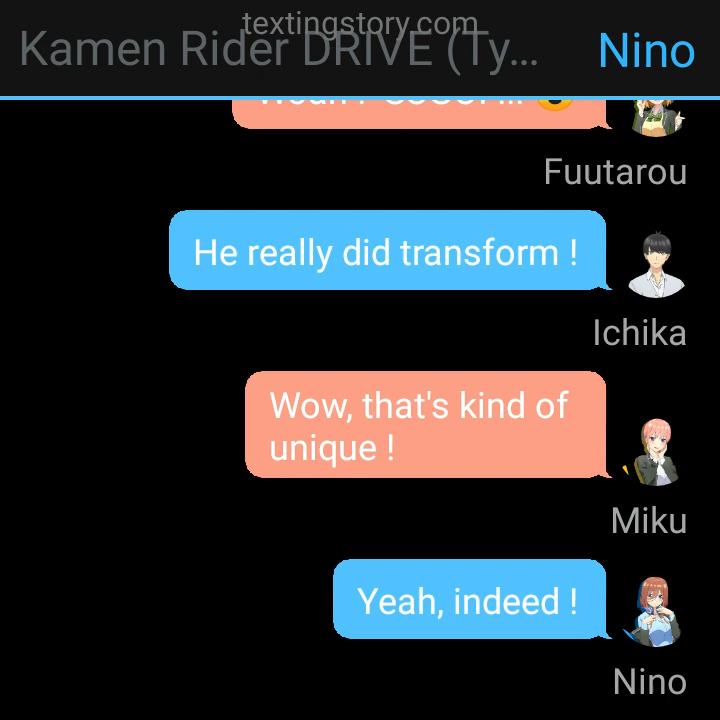 textingstory.com
Kamen Rider DRIVE (Ty... Nino
Fuutarou
He really did transform !
Ichika
Wow, that's kind of
unique !
Miku
Yeah, indeed !
Nino